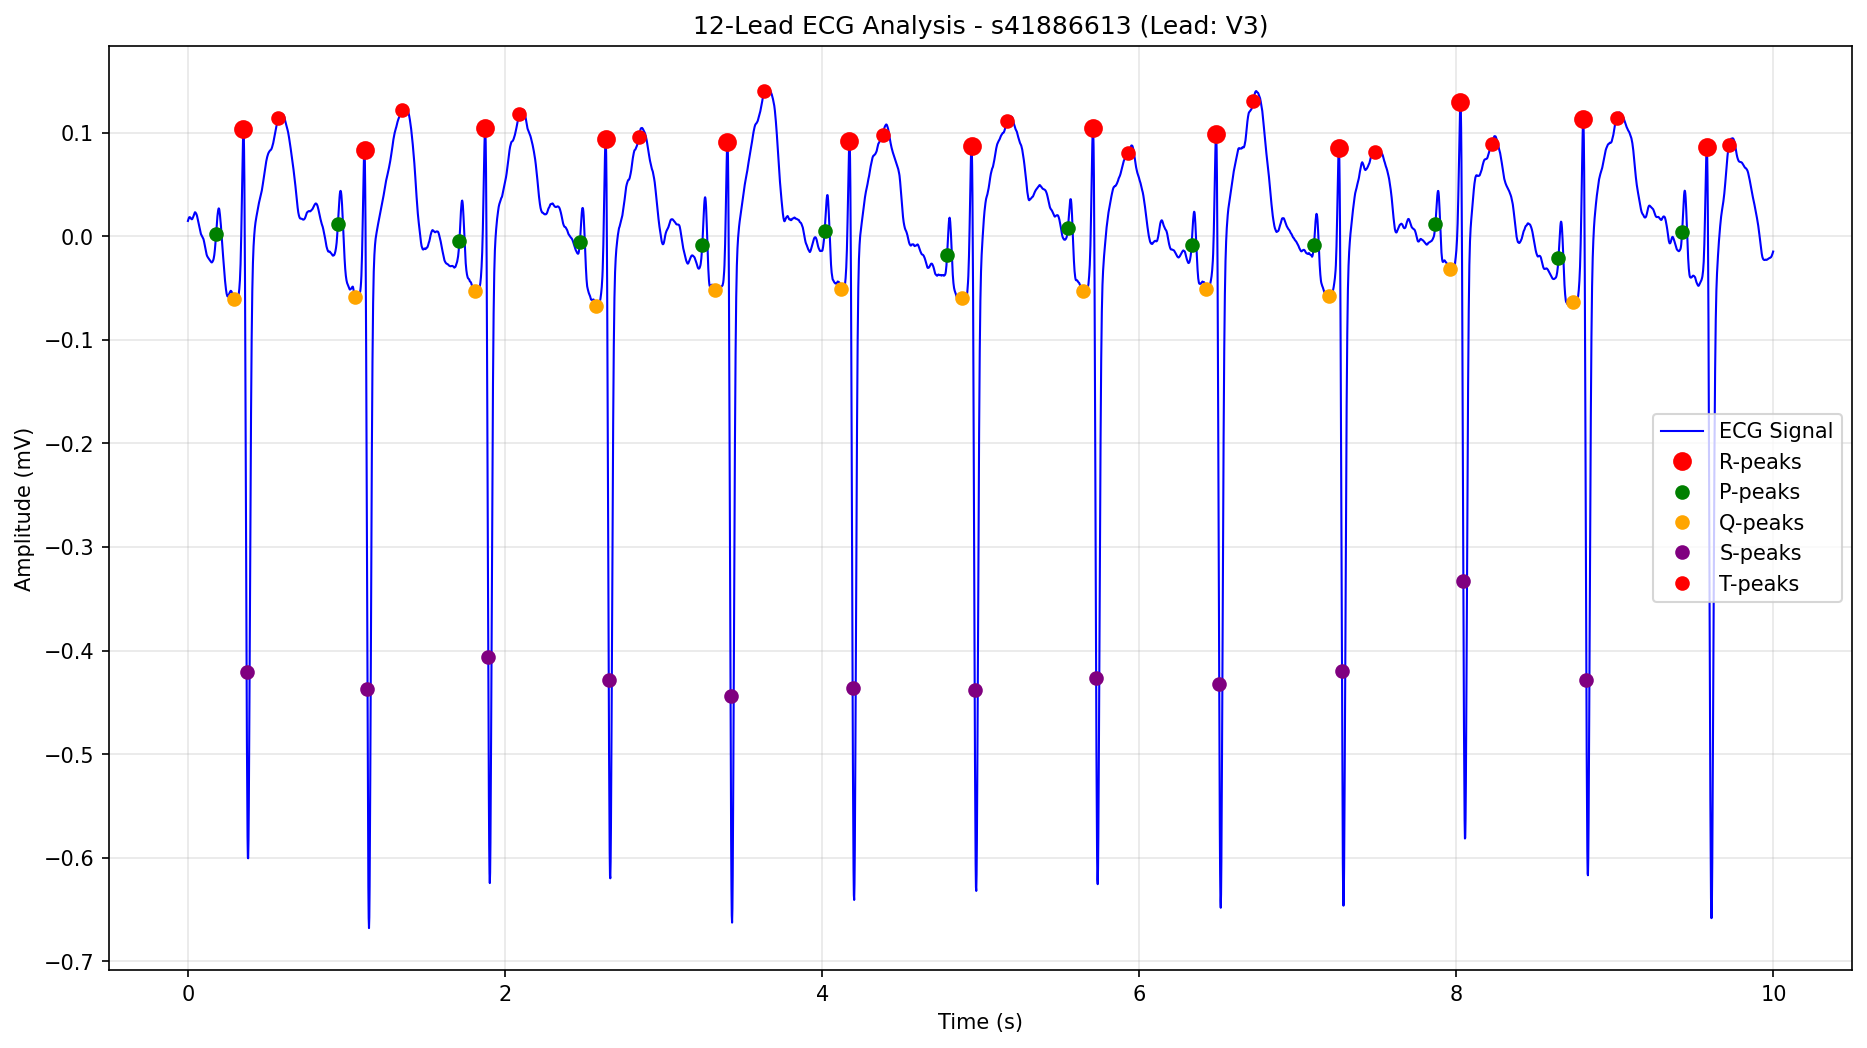 12-Lead ECG Analysis - s41886613 (Lead: V3)
Amplitude (mV)
0.1
0.0
−0.1
−0.2
−0.3
−0.4
−0.5
−0.6
−0.7
ECG Signal
R-peaks
P-peaks
Q-peaks
S-peaks
T-peaks
0 2 4 6 8 10
Time (s)